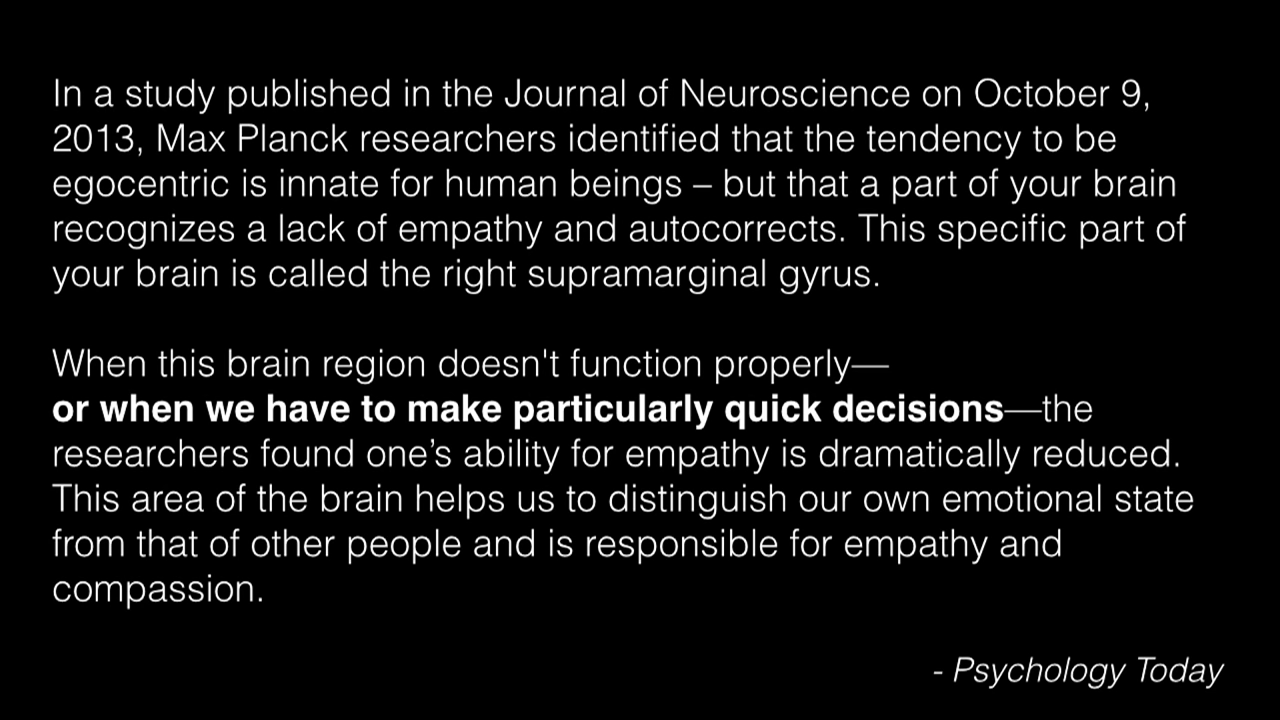 In a study published in the Journal of Neuroscience on October 9,
2013, Max Planck researchers identified that the tendency to be
egocentric is innate for human beings – but that a part of your brain
recognizes a lack of empathy and autocorrects. This specific part of
your brain is called the right supramarginal gyrus.
When this brain region doesn't function properly—
or when we have to make particularly quick decisions—the
researchers found one’s ability for empathy is dramatically reduced.
This area of the brain helps us to distinguish our own emotional state
from that of other people and is responsible for empathy and
compassion.
- Psychology Today